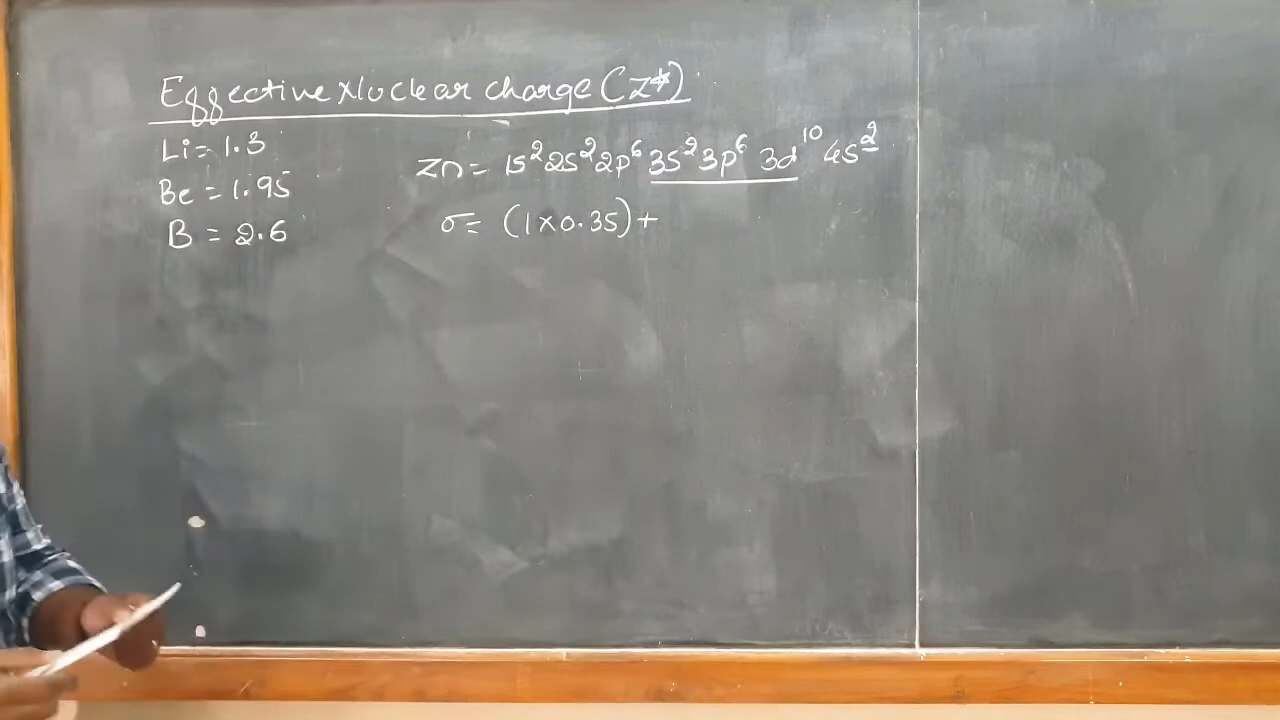 Effective Nuclear charge (Z*)
Li = 1.3
Be = 1.95
B = 2.6
Zn = 1s² 2s² 2p⁶ 3s² 3p⁶ 3d¹⁰ 4s²
σ = (1×0.35) +